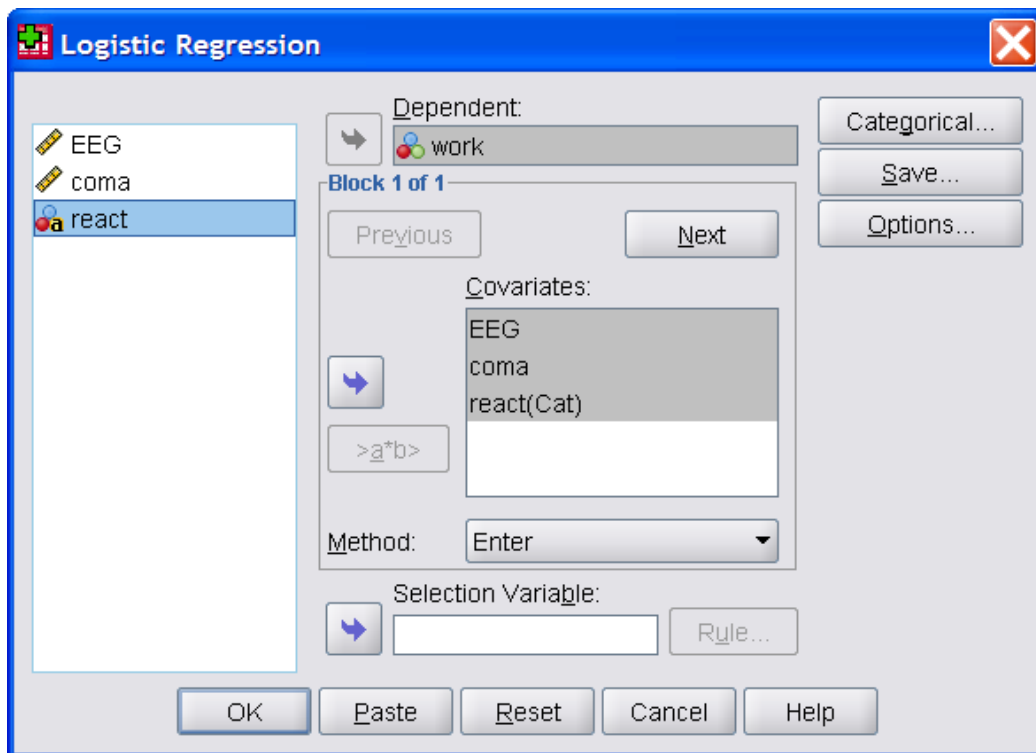 Logistic Regression
EEG
coma
react
Dependent:
work
Block 1 of 1
Previous
Next
Covariates:
EEG
coma
react(Cat)
>a*b>
Method:
Enter
Selection Variable:
Rule...
Categorical...
Save...
Options...
OK
Paste
Reset
Cancel
Help